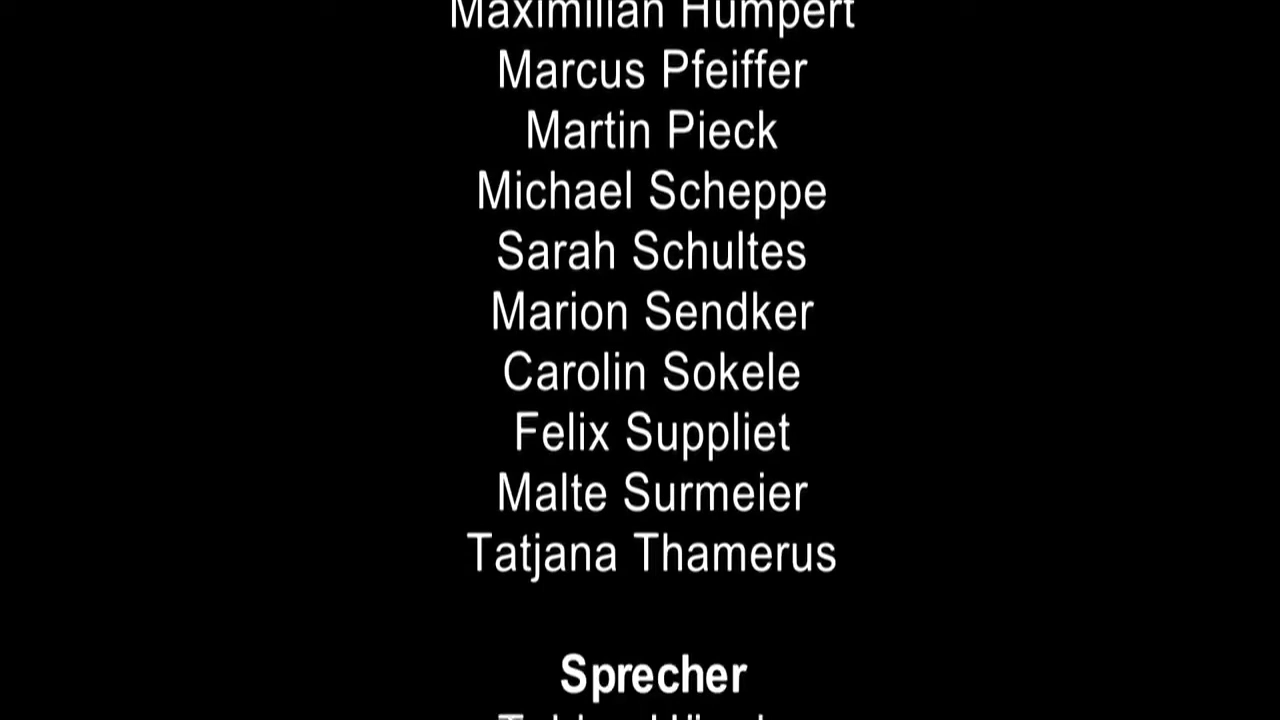 Maximilian Humpert
Marcus Pfeiffer
Martin Pieck
Michael Scheppe
Sarah Schultes
Marion Sendker
Carolin Sokele
Felix Suppliet
Malte Surmeier
Tatjana Thamerus
Sprecher